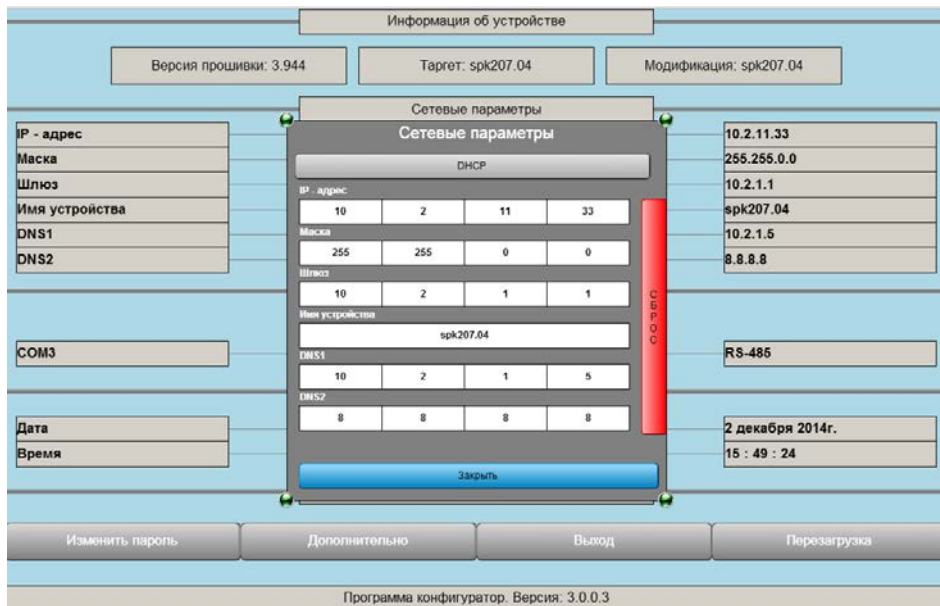 Информация об устройстве
Версия прошивки: 3.944
Таргет: spk207.04
Модификация: spk207.04
Сетевые параметры
IP - адрес
10.2.11.33
Маска
255.255.0.0
Шлюз
10.2.1.1
Имя устройства
spk207.04
DNS1
10.2.1.5
DNS2
8.8.8.8
COM3
RS-485
Дата
2 декабря 2014г.
Время
15 : 49 : 24
Сетевые параметры
DHCP
IP - адрес
10 2 11 33
Маска
255 255 0 0
Шлюз
10 2 1 1
Имя устройства
spk207.04
DNS1
10 2 1 5
DNS2
8 8 8 8
СБРОС
Закрыть
Изменить пароль
Дополнительно
Выход
Перезагрузка
Программа конфигуратор. Версия: 3.0.0.3